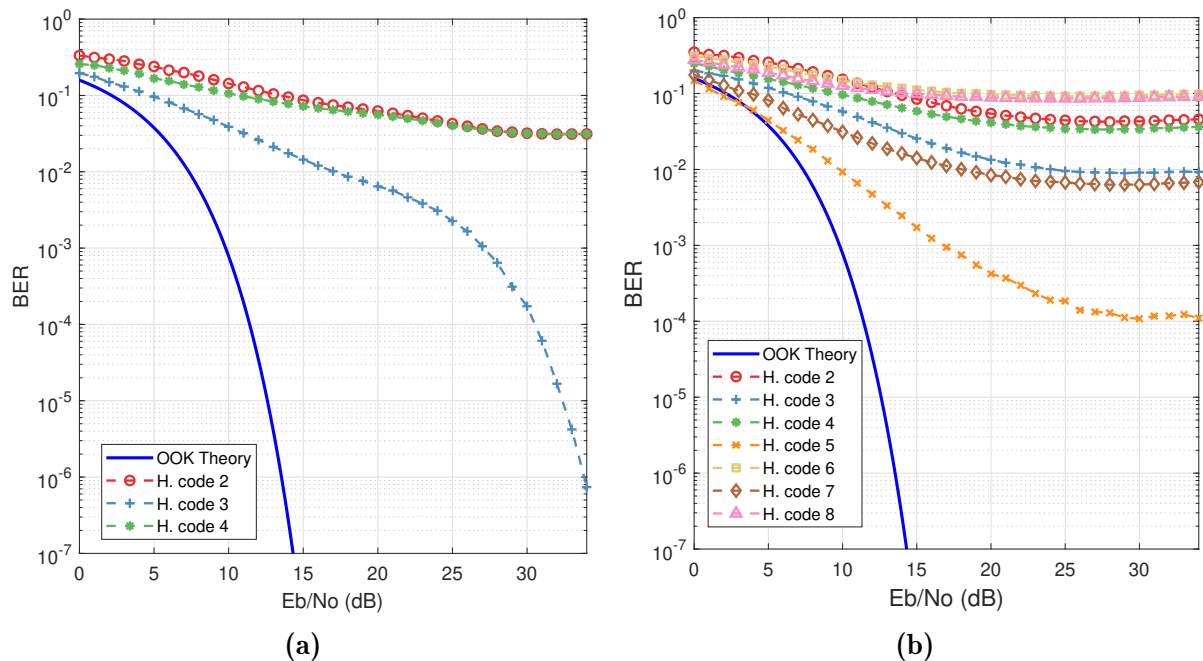 10^0
10^-1
10^-2
10^-3
10^-4
10^-5
10^-6
10^-7
BER
0 5 10 15 20 25 30
Eb/No (dB)
OOK Theory
H. code 2
H. code 3
H. code 4
(a)
10^0
10^-1
10^-2
10^-3
10^-4
10^-5
10^-6
10^-7
BER
0 5 10 15 20 25 30
Eb/No (dB)
OOK Theory
H. code 2
H. code 3
H. code 4
H. code 5
H. code 6
H. code 7
H. code 8
(b)